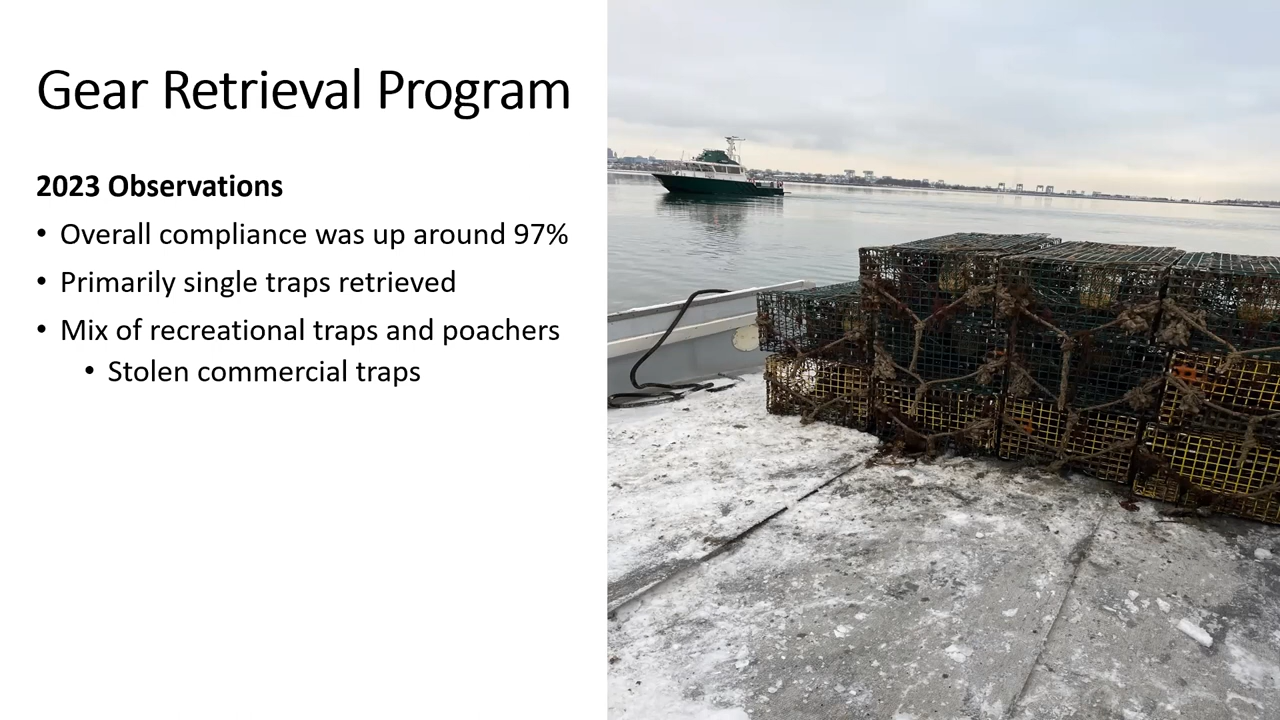 Gear Retrieval Program
2023 Observations
• Overall compliance was up around 97%
• Primarily single traps retrieved
• Mix of recreational traps and poachers
• Stolen commercial traps